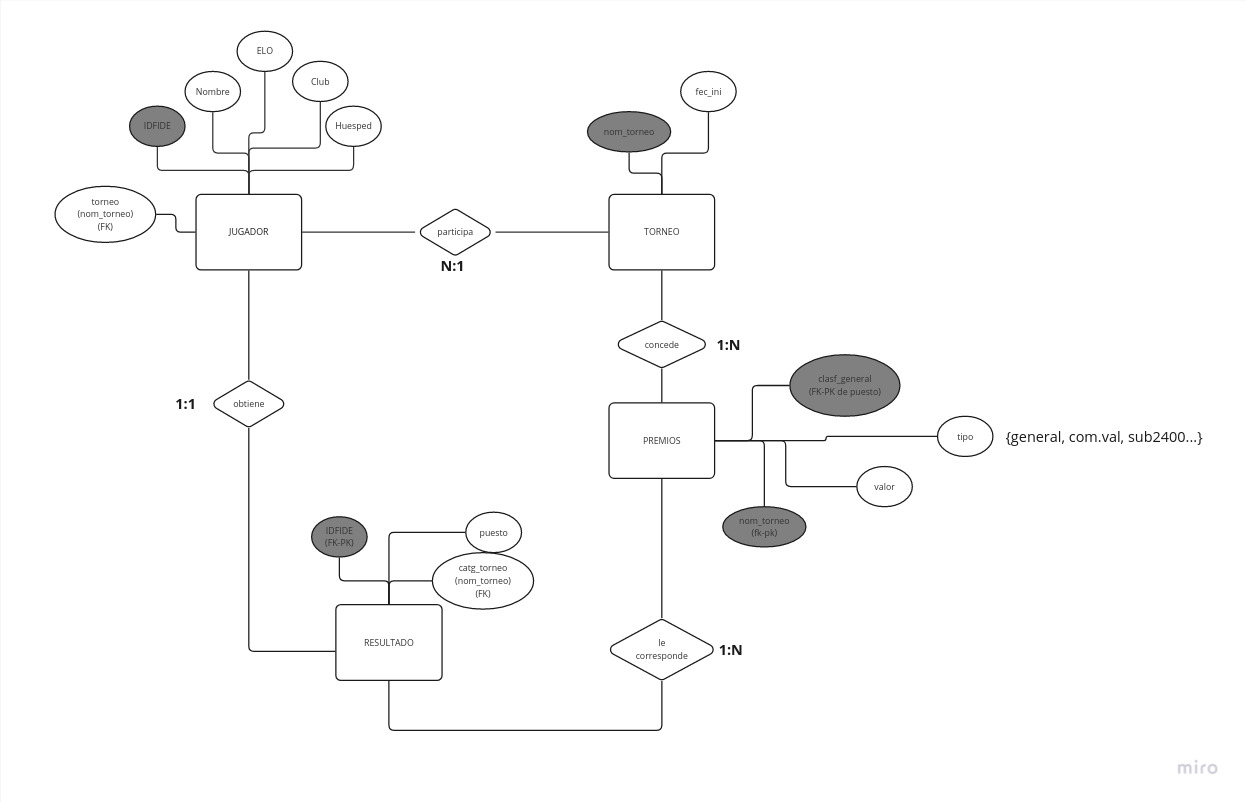 ELO
Nombre
Club
IDFIDE
Huesped
torneo
(nom_torneo)
(FK)
JUGADOR
participa
N:1
fec_ini
nom_torneo
TORNEO
concede
1:N
clasf_general
(FK-PK de puesto)
PREMIOS
tipo
{general, com.val, sub2400...}
valor
nom_torneo
(fk-pk)
1:1
obtiene
IDFIDE
(FK-PK)
puesto
catg_torneo
(nom_torneo)
(FK)
RESULTADO
le
corresponde
1:N
miro